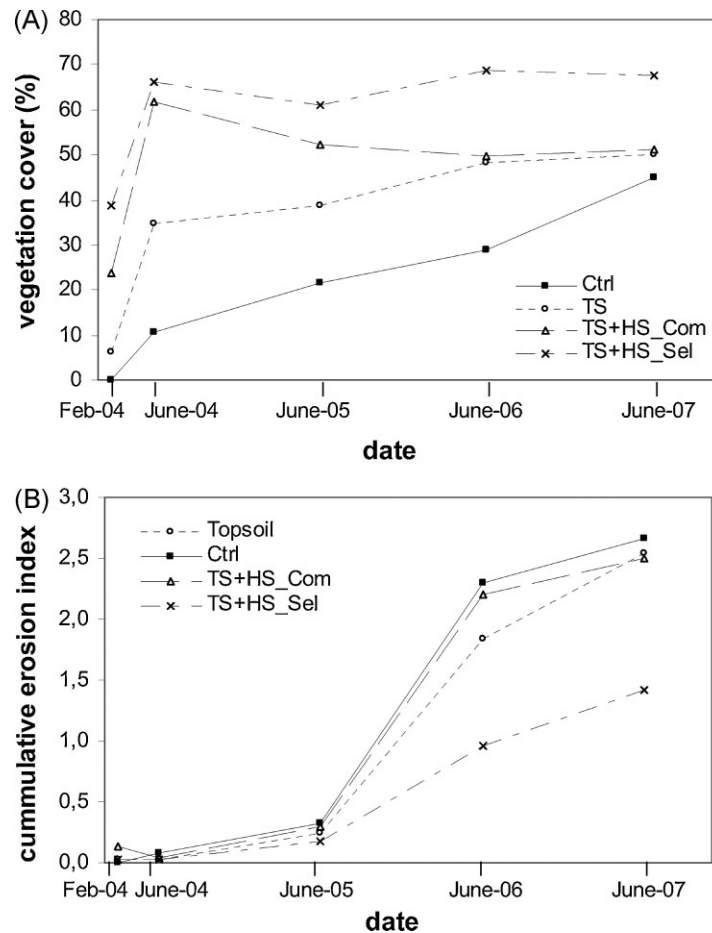 (A)
80
70
60
50
40
30
20
10
0
vegetation cover (%)
Ctrl
TS
TS+HS_Com
TS+HS_Sel
Feb-04 June-04 June-05 June-06 June-07
date
(B)
3,0
2,5
2,0
1,5
1,0
0,5
0,0
cummulative erosion index
Topsoil
Ctrl
TS+HS_Com
TS+HS_Sel
Feb-04 June-04 June-05 June-06 June-07
date